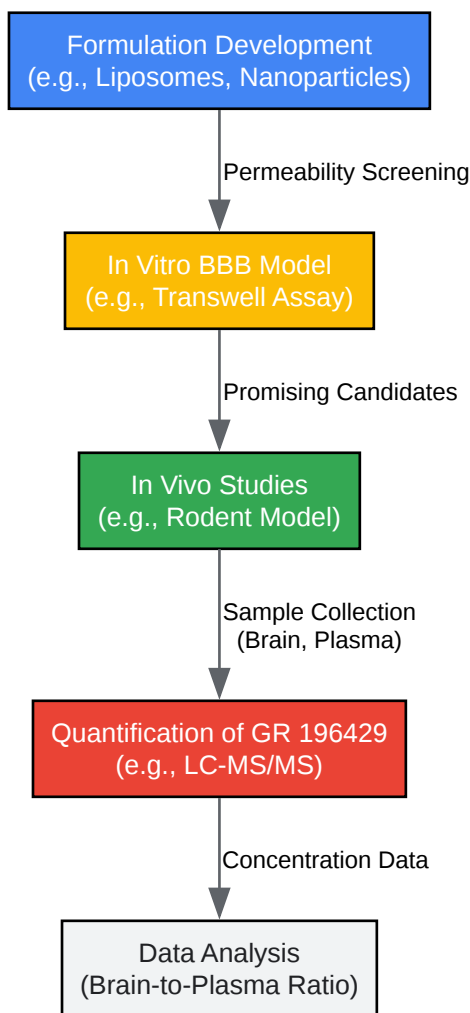 Formulation Development
(e.g., Liposomes, Nanoparticles)
Permeability Screening
In Vitro BBB Model
(e.g., Transwell Assay)
Promising Candidates
In Vivo Studies
(e.g., Rodent Model)
Sample Collection
(Brain, Plasma)
Quantification of GR 196429
(e.g., LC-MS/MS)
Concentration Data
Data Analysis
(Brain-to-Plasma Ratio)